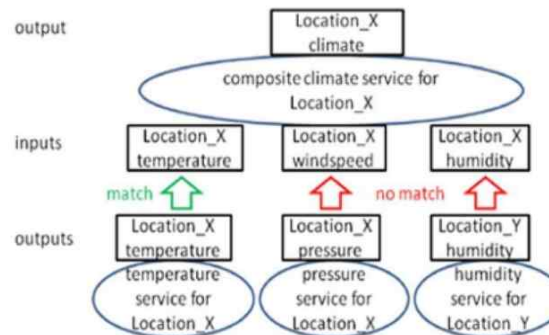 output
Location_X
climate
composite climate service for
Location_X
inputs
Location_X
temperature
Location_X
windspeed
Location_X
humidity
match
no match
outputs
Location_X
temperature
Location_X
pressure
Location_Y
humidity
temperature
service for
Location_X
pressure
service for
Location_X
humidity
service for
Location_Y